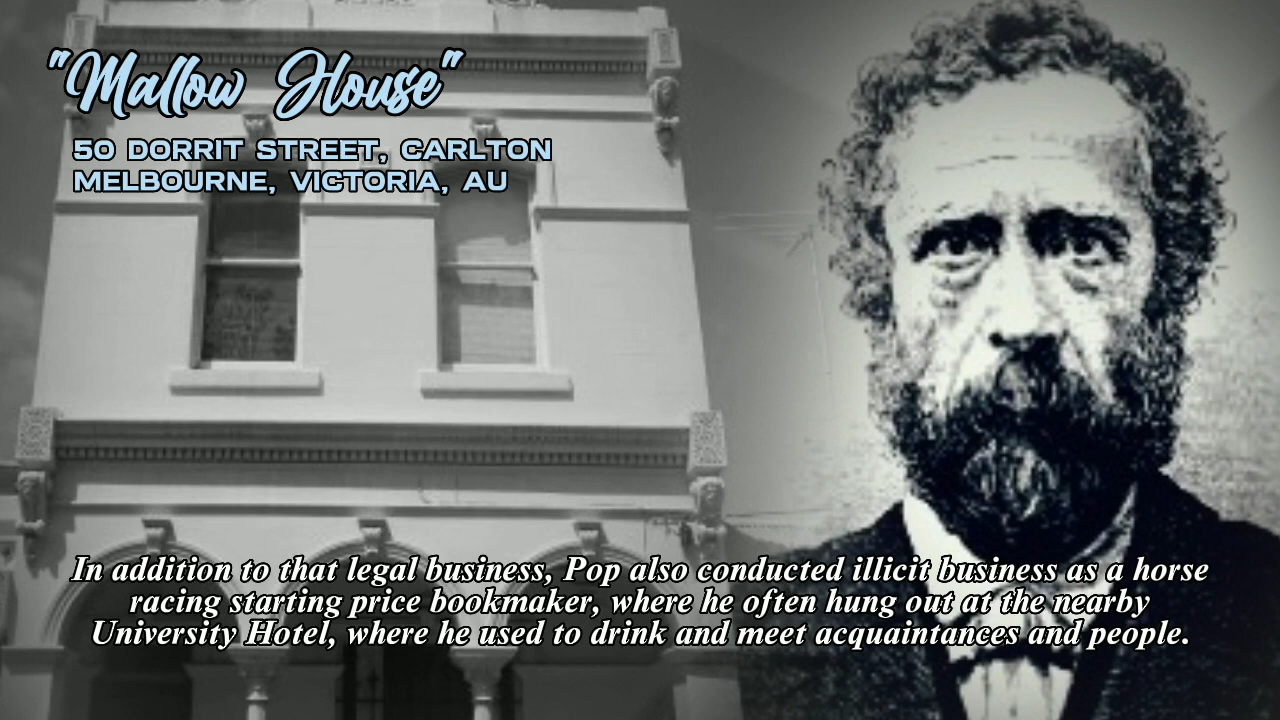 "Mallow House"
50 DORRIT STREET, CARLTON
MELBOURNE, VICTORIA, AU
In addition to that legal business, Pop also conducted illicit business as a horse
racing starting price bookmaker, where he often hung out at the nearby
University Hotel, where he used to drink and meet acquaintances and people.